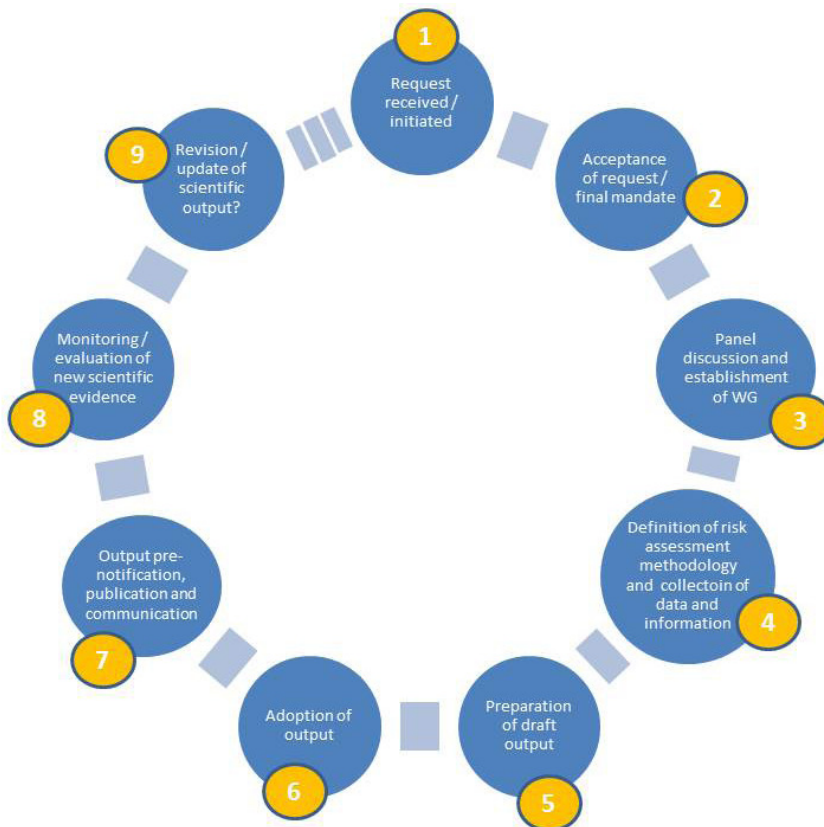 1
Request
received /
initiated
2
Acceptance
of request/
final mandate
3
Panel
discussion and
establishment
of WG
4
Definition of risk
assessment
methodology
and collectoin of
data and
information
5
Preparation
of draft
output
6
Adoption of
output
7
Output pre-
notification,
publication and
communication
8
Monitoring /
evaluation of
new scientific
evidence
9
Revision /
update of
scientific
output?